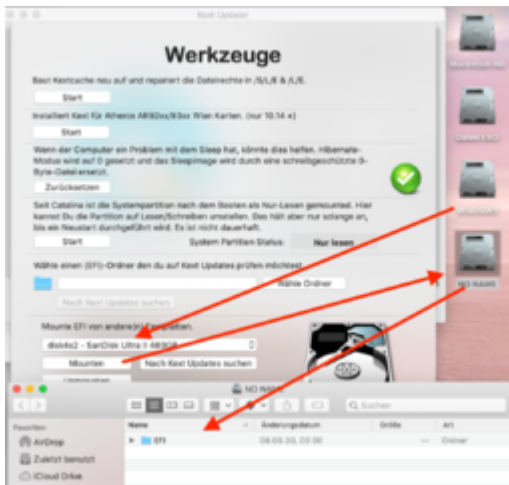 Kext Updater
Werkzeuge
Baut Kextcache neu auf und repariert die Dateirechte in /S/L/E & /L/E.
Start
Installiert Kext für Atheros AR92xx/93xx Wlan Karten. (nur 10.14 +)
Start
Wenn der Computer ein Problem mit dem Sleep hat, könnte dies helfen. Hibernate-
Modus wird auf 0 gesetzt und das Sleepimage wird durch eine schreibgeschützte 0-
Byte-Datei ersetzt.
Zurücksetzen
Seit Catalina ist die Systempartition nach dem Booten als Nur-Lesen gemounted. Hier
kannst Du die Partition auf Lesen/Schreiben umstellen. Das hält aber nur solange an,
bis ein Neustart durchgeführt wird. Es ist nicht dauerhaft.
Start
System Partition Status:
Nur lesen
Wähle einen (EFI)-Ordner den du auf Kext Updates prüfen möchtest
Wähle Ordner
Nach Kext Updates suchen
Mounte EFI von anderen
disk4s2 - SanDisk Ultra II 480GB
Mounten
Nach Kext Updates suchen
Unmounten
NO NAME
NO NAME
Suchen
Favoriten
Name
Änderungsdatum
Größe
Art
AirDrop
EFI
--
Ordner
Zuletzt benutzt
iCloud Drive